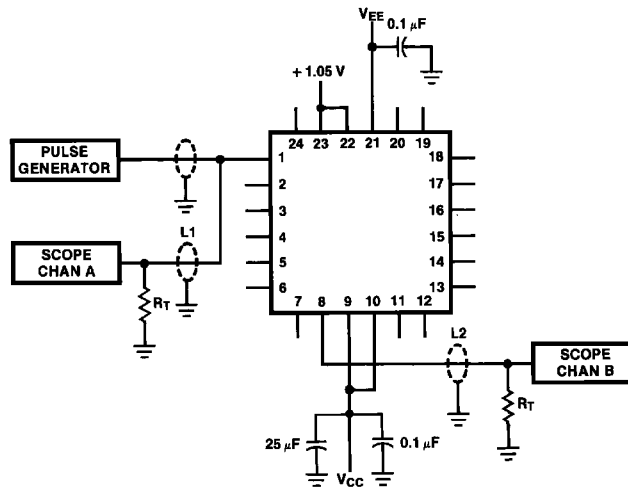 VEE
0.1 μF
+ 1.05 V
24 23 22 21 20 19
PULSE
GENERATOR
1
2
3
4
5
6
18
17
16
15
14
13
L1
SCOPE
CHAN A
RT
7 8 9 10 11 12
L2
SCOPE
CHAN B
RT
25 μF
0.1 μF
VCC